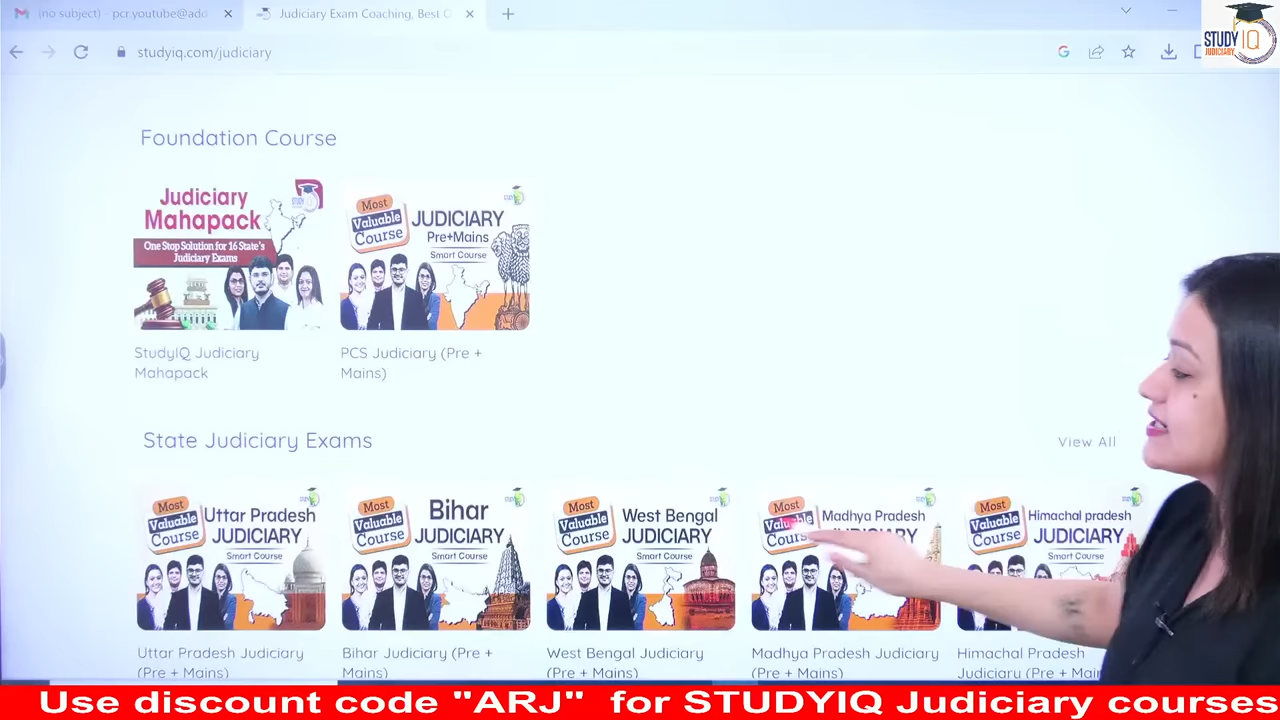 (no subject) - pcr.youtube@add
Judiciary Exam Coaching, Best C
studyiq.com/judiciary
STUDY IQ
JUDICIARY
Foundation Course
Judiciary
Mahapack
One Stop Solution for 16 State's
Judiciary Exams
Most
Valuable
Course
JUDICIARY
Pre+Mains
Smart Course
StudyIQ Judiciary
Mahapack
PCS Judiciary (Pre +
Mains)
State Judiciary Exams
View All
Most
Valuable
Course
Uttar Pradesh
JUDICIARY
Smart Course
Most
Valuable
Course
Bihar
JUDICIARY
Smart Course
Most
Valuable
Course
West Bengal
JUDICIARY
Smart Course
Most
Valuable
Madhya Pradesh
Most
Valuable
Course
Himachal pradesh
JUDICIARY
Smart Course
Uttar Pradesh Judiciary
(Pre + Mains)
Bihar Judiciary (Pre +
Mains)
West Bengal Judiciary
(Pre + Mains)
Madhya Pradesh Judiciary
(Pre + Mains)
Himachal Pradesh
Judiciary (Pre + Mai
Use discount code "ARJ" for STUDYIQ Judiciary courses